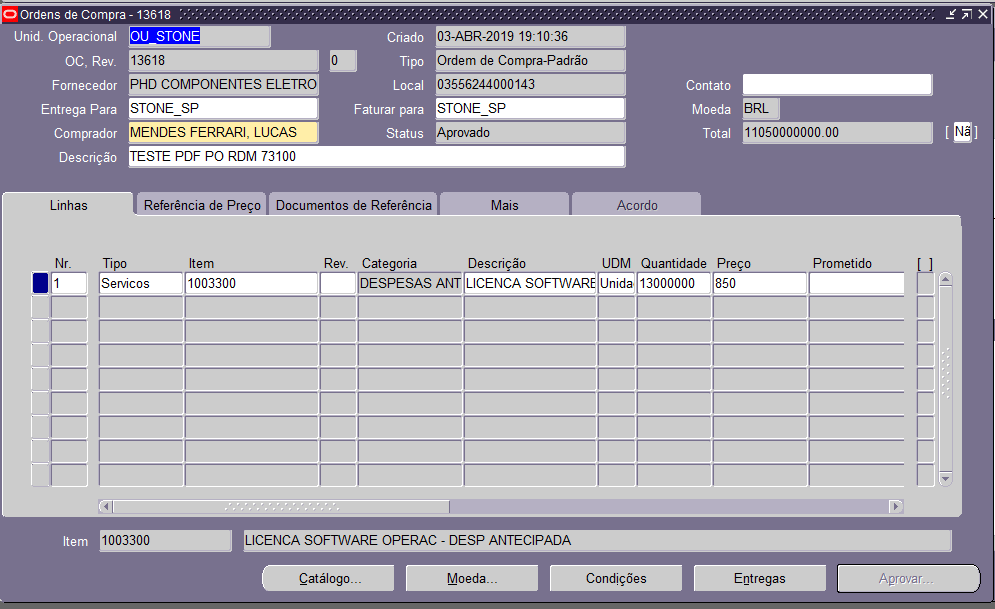 Ordens de Compra - 13618
Unid. Operacional OU_STONE Criado 03-ABR-2019 19:10:36
OC, Rev. 13618 0 Tipo Ordem de Compra-Padrão
Fornecedor PHD COMPONENTES ELETRO Local 03556244000143 Contato
Entrega Para STONE_SP Faturar para STONE_SP Moeda BRL
Comprador MENDES FERRARI, LUCAS Status Aprovado Total 11050000000.00 [ Nã ]
Descrição TESTE PDF PO RDM 73100
Linhas Referência de Preço Documentos de Referência Mais Acordo
Nr. Tipo Item Rev. Categoria Descrição UDM Quantidade Preço Prometido [ ]
1 Servicos 1003300 DESPESAS ANT LICENCA SOFTWARE Unida 13000000 850
Item 1003300 LICENCA SOFTWARE OPERAC - DESP ANTECIPADA
Catálogo... Moeda... Condições Entregas Aprovar...